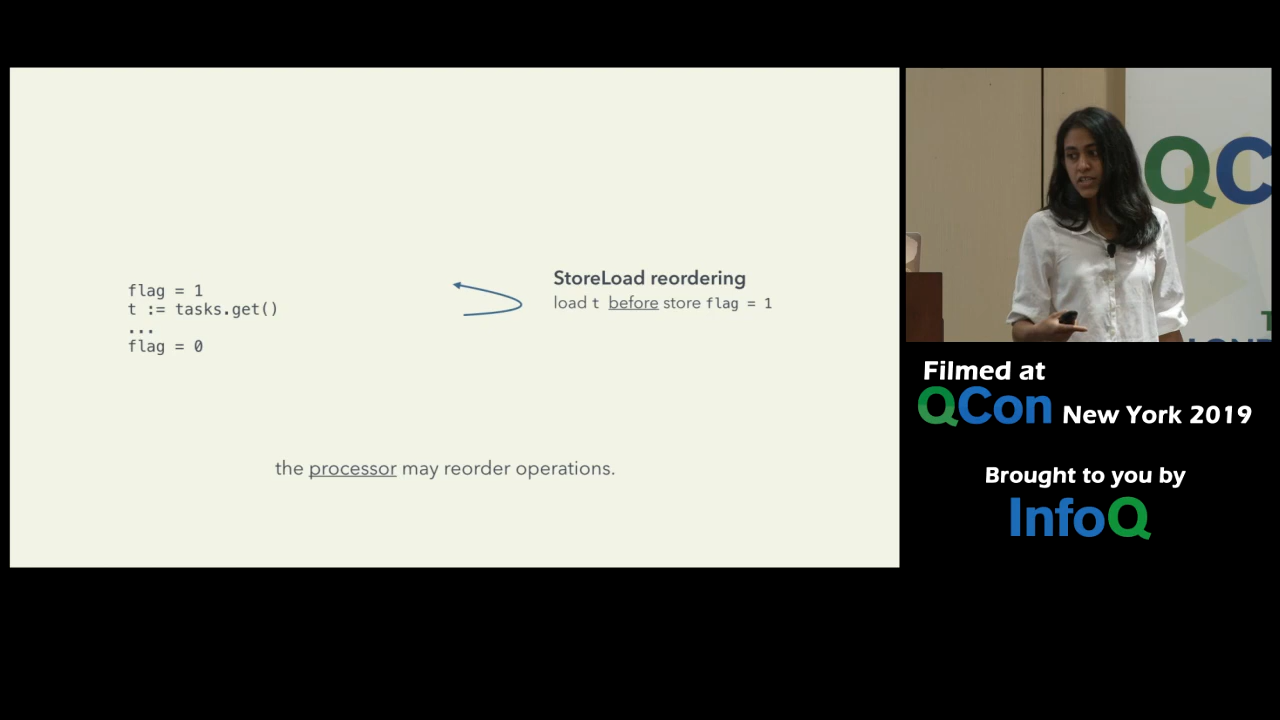 flag = 1
t := tasks.get()
...
flag = 0
StoreLoad reordering
load t before store flag = 1
the processor may reorder operations.
QC
Filmed at
QCon New York 2019
Brought to you by
InfoQ